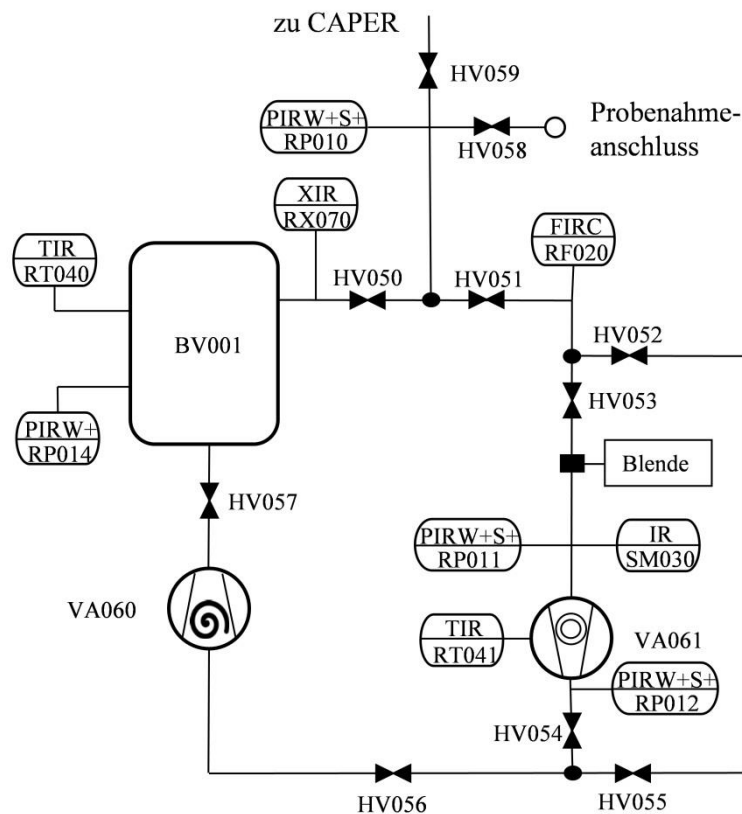 zu CAPER
HV059
PIRW+S+
RP010
HV058
Probenahme-
anschluss
XIR
RX070
FIRC
RF020
TIR
RT040
HV050
HV051
BV001
HV052
HV053
PIRW+
RP014
Blende
HV057
PIRW+S+
RP011
IR
SM030
VA060
TIR
RT041
VA061
PIRW+S+
RP012
HV054
HV056
HV055